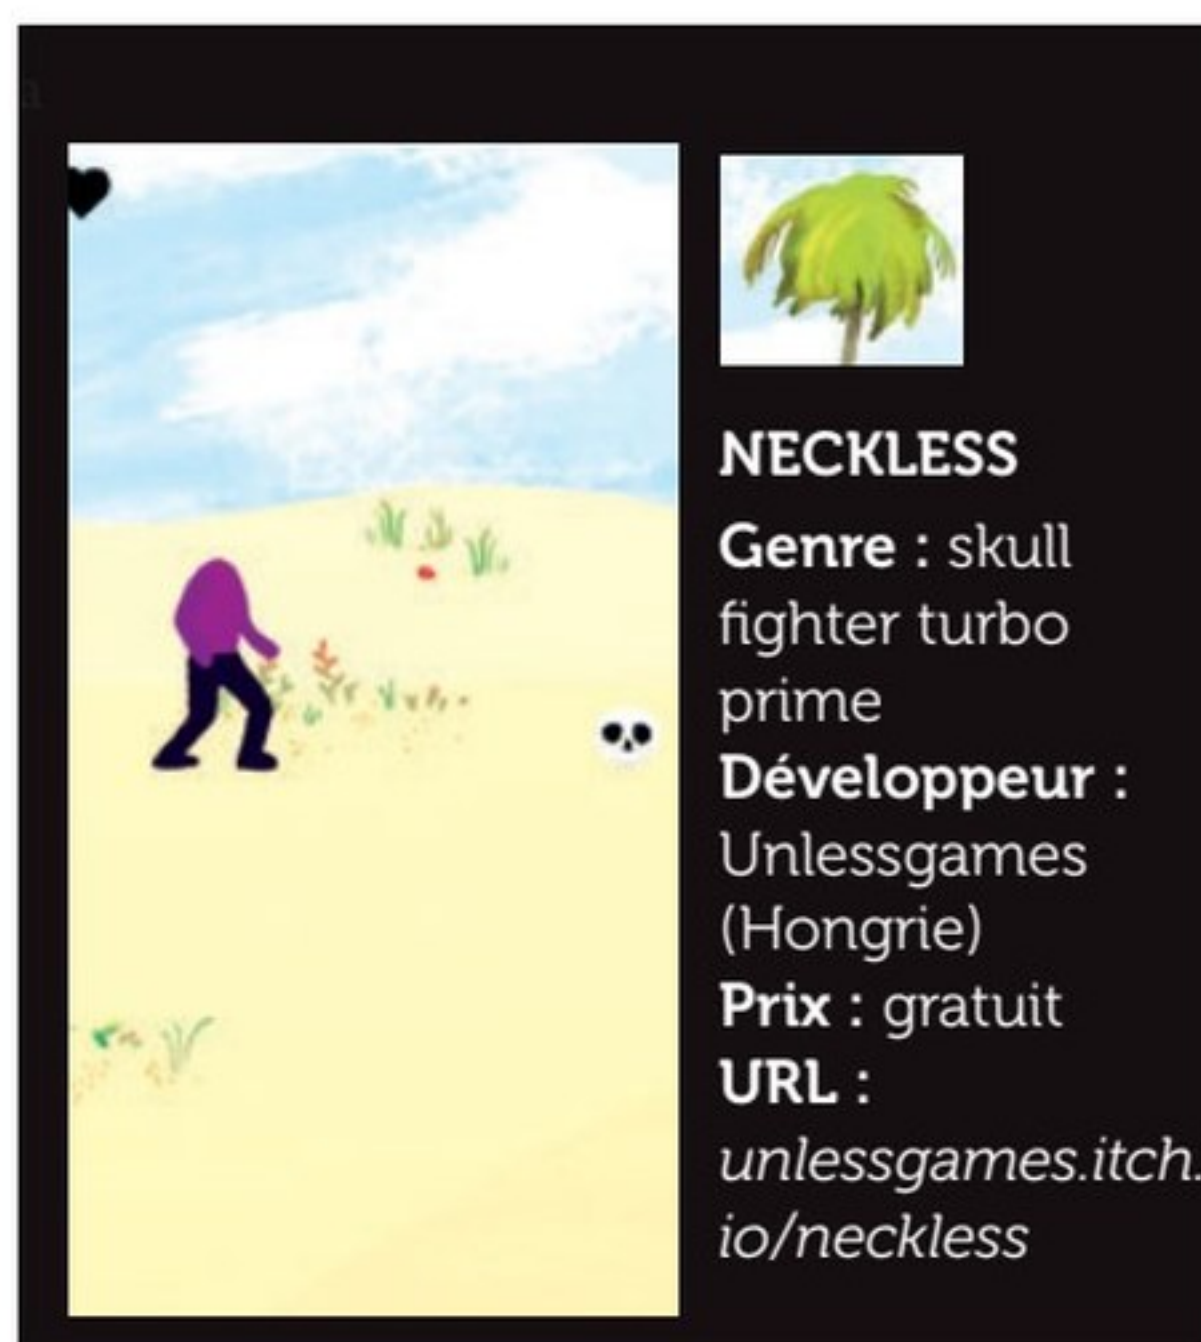 NECKLESS
Genre : skull
fighter turbo
prime
Développeur :
Unlessgames
(Hongrie)
Prix : gratuit
URL :
unlessgames.itch.
io/neckless